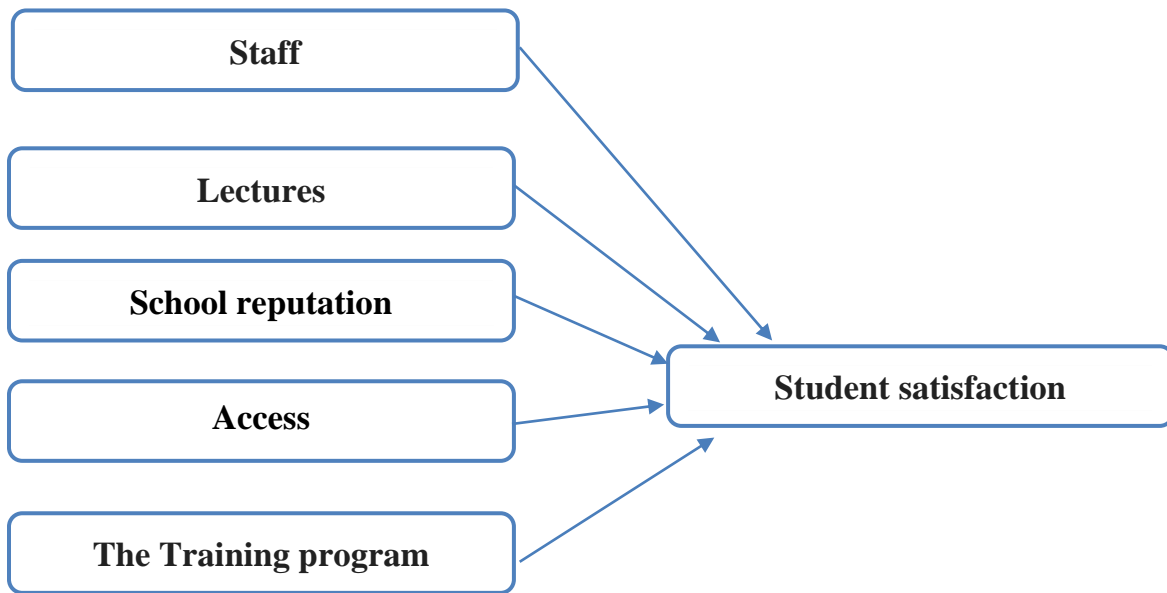 Staff
Lectures
School reputation
Access
The Training program
Student satisfaction